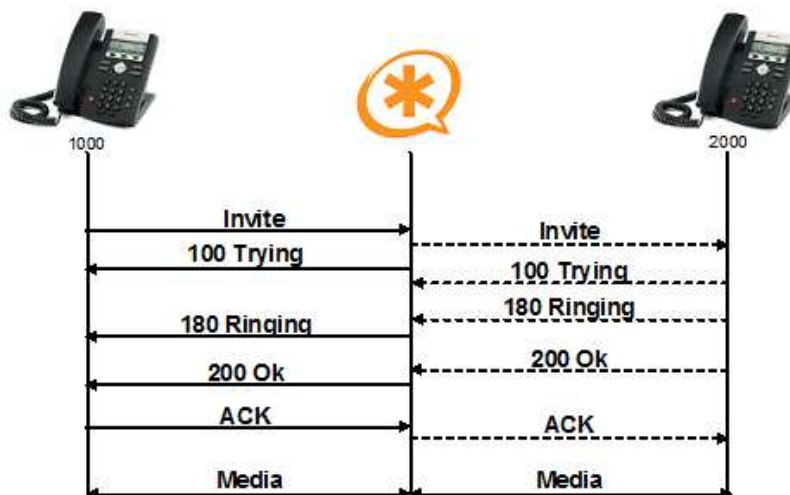 1000
2000
Invite
Invite
100 Trying
100 Trying
180 Ringing
180 Ringing
200 Ok
200 Ok
ACK
ACK
Media
Media